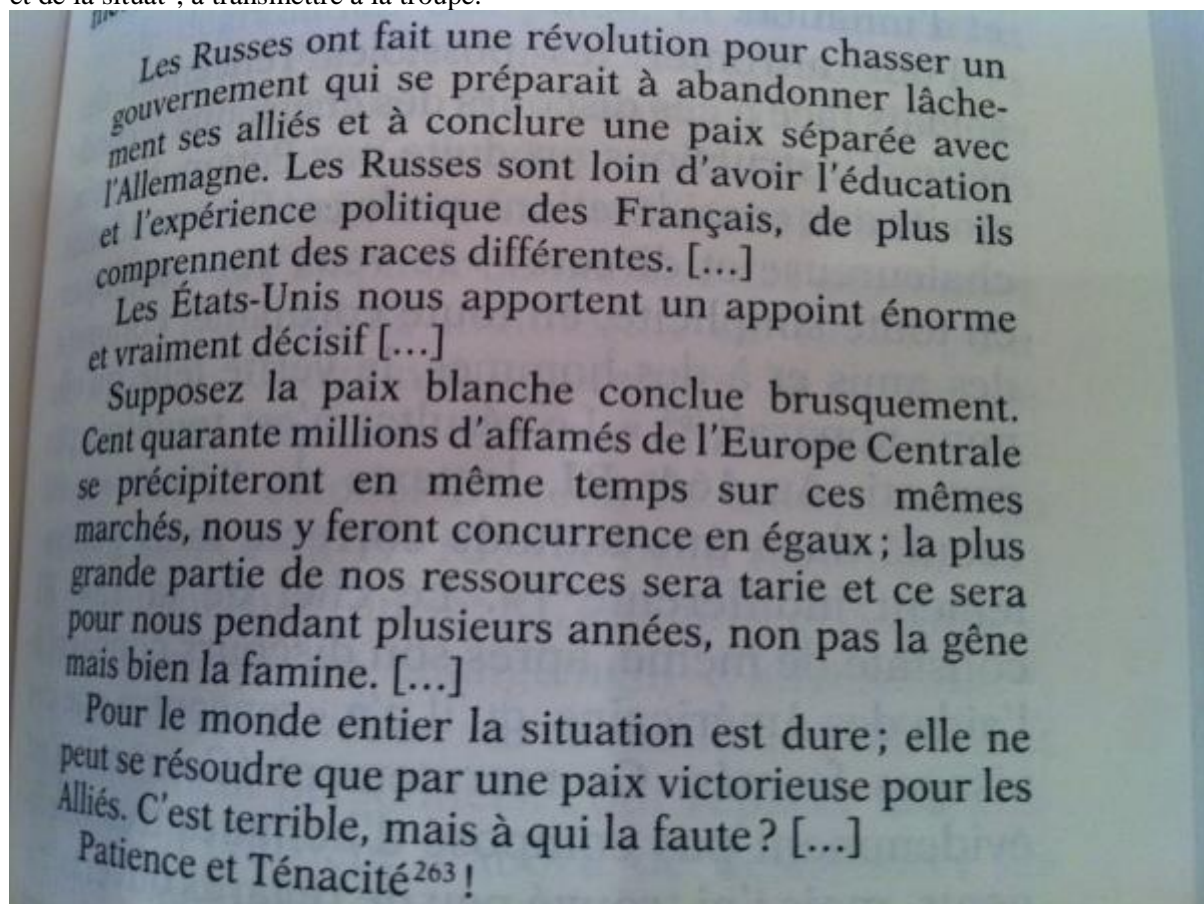 et de la situat°, à transmettre à la troupe.
Les Russes ont fait une révolution pour chasser un
gouvernement qui se préparait à abandonner lâche-
ment ses alliés et à conclure une paix séparée avec
l'Allemagne. Les Russes sont loin d'avoir l'éducation
et l'expérience politique des Français, de plus ils
comprennent des races différentes. [...]
Les États-Unis nous apportent un appoint énorme
et vraiment décisif [...]
Supposez la paix blanche conclue brusquement.
Cent quarante millions d'affamés de l'Europe Centrale
se précipiteront en même temps sur ces mêmes
marchés, nous y feront concurrence en égaux ; la plus
grande partie de nos ressources sera tarie et ce sera
pour nous pendant plusieurs années, non pas la gêne
mais bien la famine. [...]
Pour le monde entier la situation est dure ; elle ne
peut se résoudre que par une paix victorieuse pour les
Alliés. C'est terrible, mais à qui la faute ? [...]
Patience et Ténacité²⁶³ !